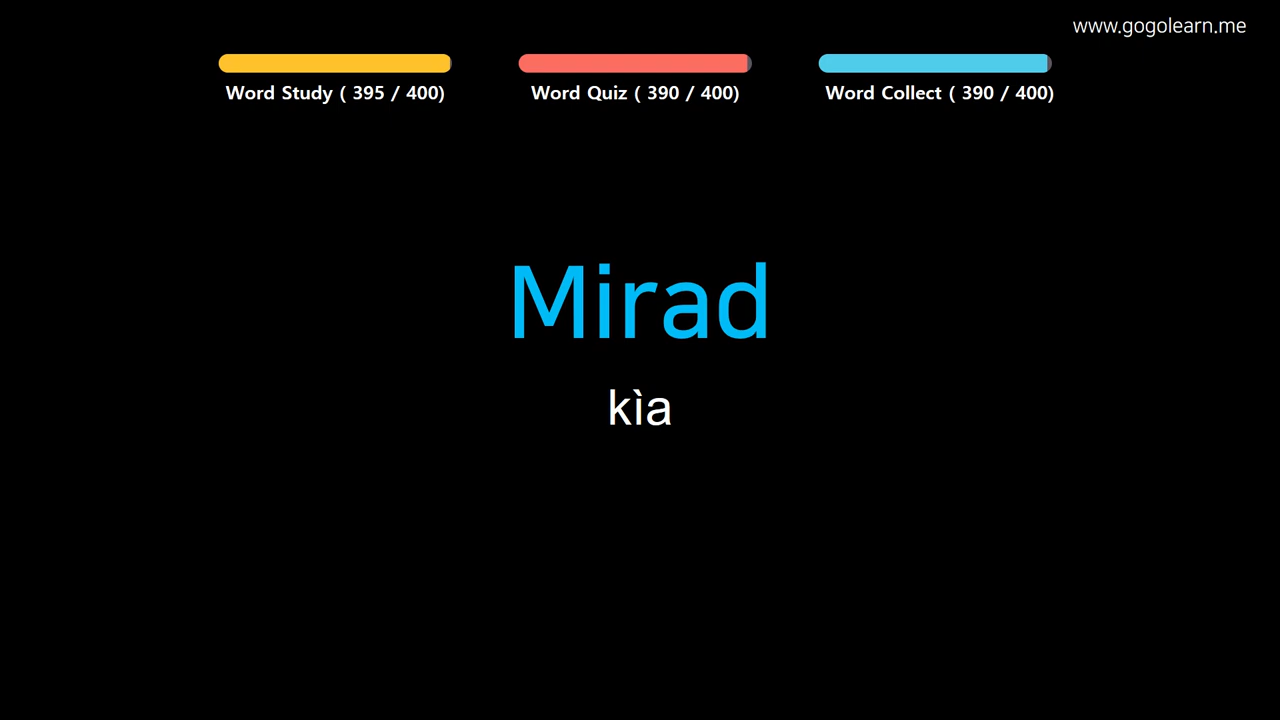 www.gogolearn.me
Word Study ( 395 / 400)
Word Quiz ( 390 / 400)
Word Collect ( 390 / 400)
Mirad
kìa